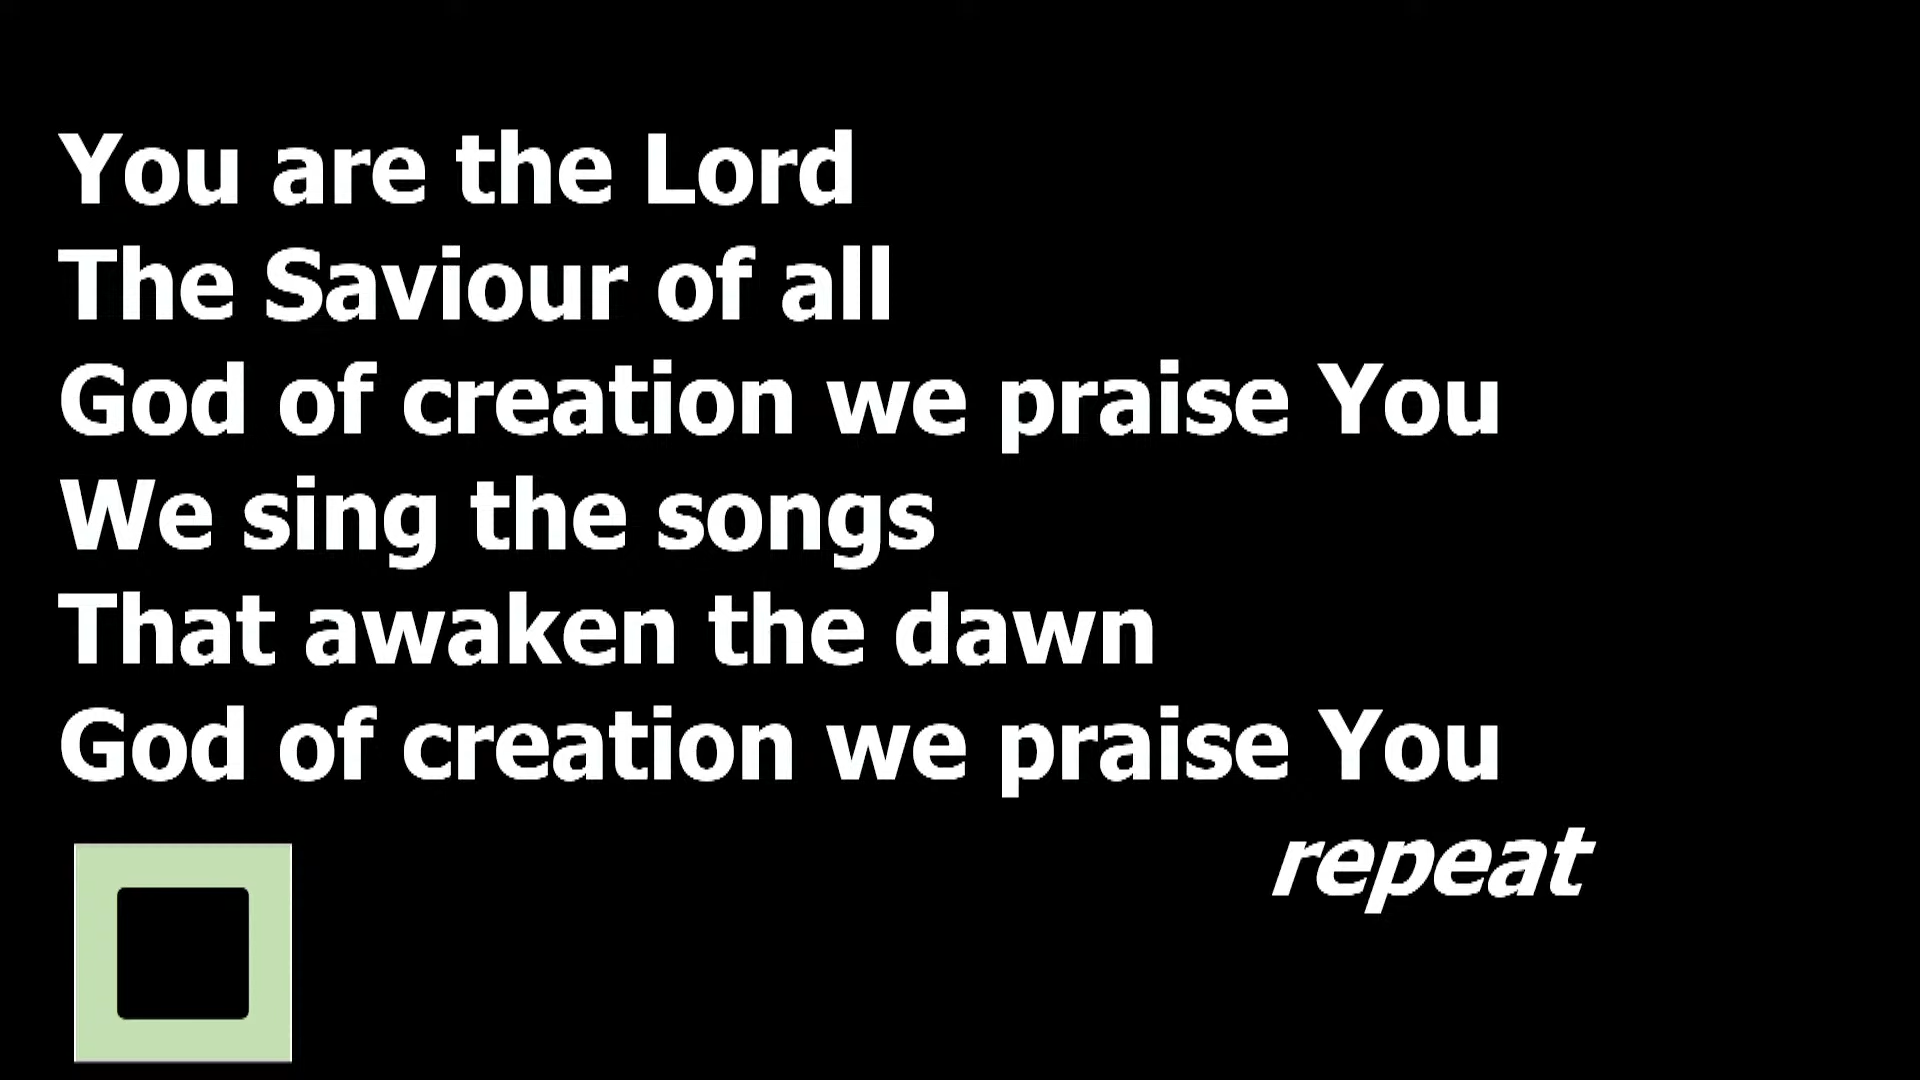 You are the Lord
The Saviour of all
God of creation we praise You
We sing the songs
That awaken the dawn
God of creation we praise You
repeat